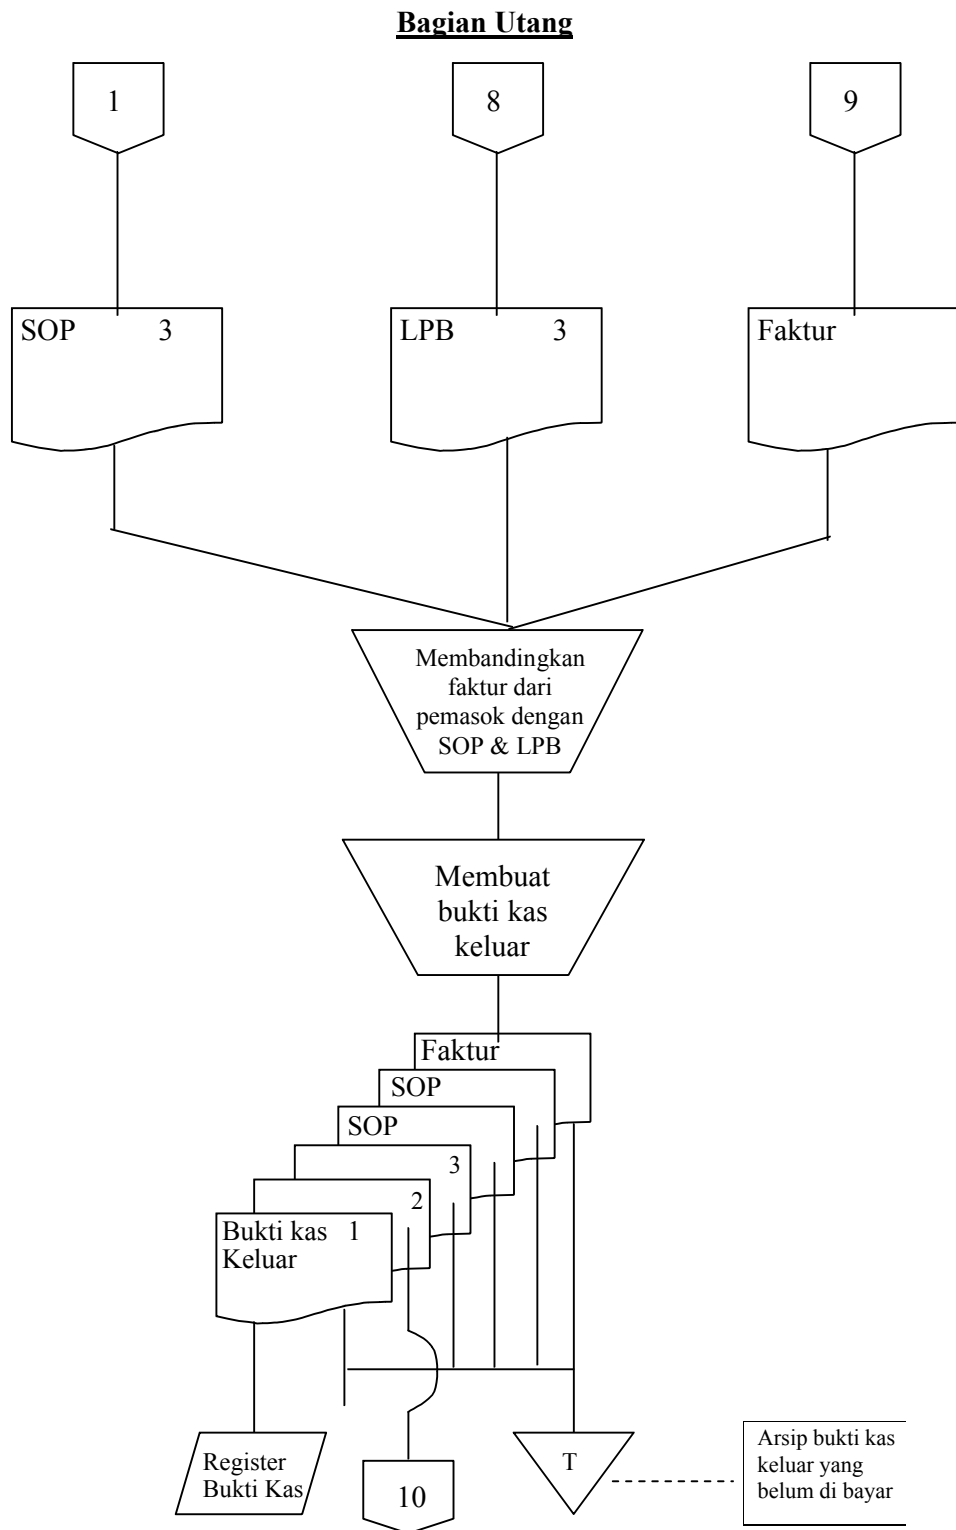 Bagian Utang
1
8
9
SOP 3
LPB 3
Faktur
Membandingkan
faktur dari
pemasok dengan
SOP & LPB
Membuat
bukti kas
keluar
Faktur
SOP
SOP
3
2
Bukti kas 1
Keluar
Register
Bukti Kas
10
T
Arsip bukti kas
keluar yang
belum di bayar